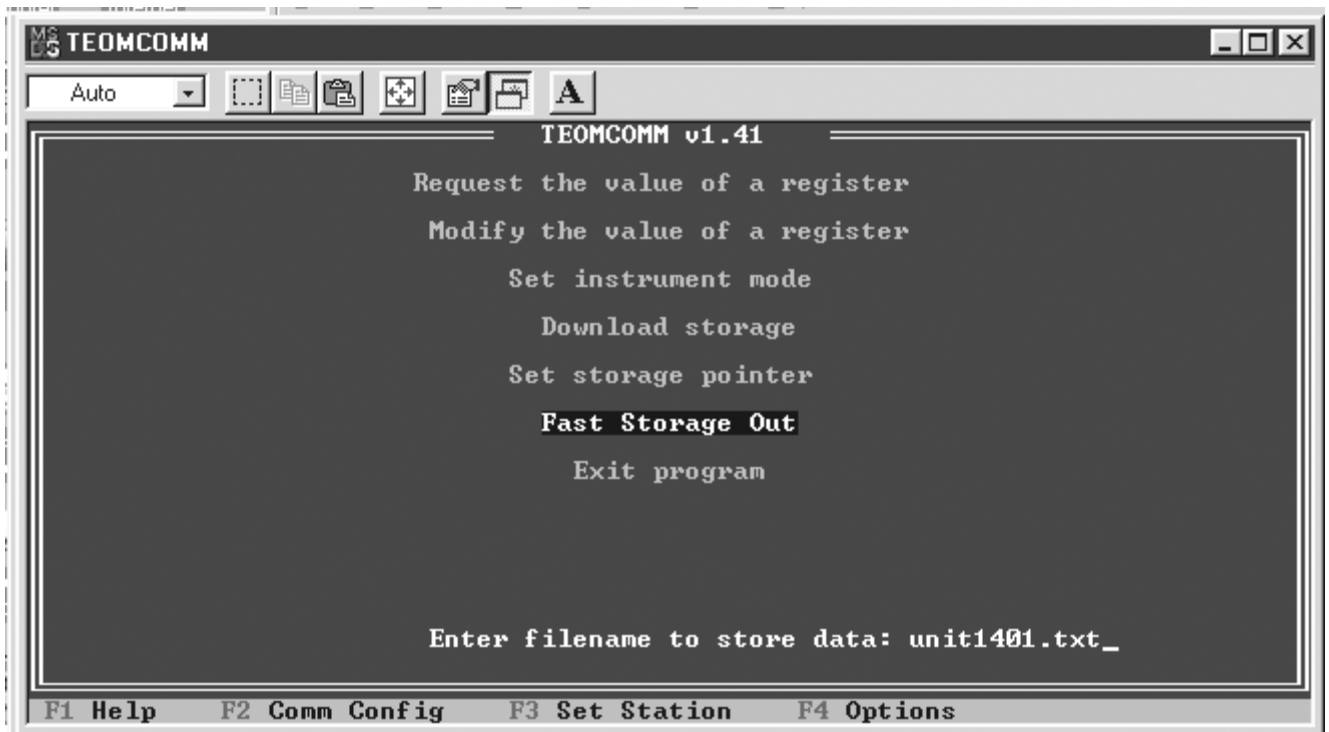 TEOMCOMM
Auto
A
TEOMCOMM v1.41
Request the value of a register
Modify the value of a register
Set instrument mode
Download storage
Set storage pointer
Fast Storage Out
Exit program
Enter filename to store data: unit1401.txt_
F1 Help F2 Comm Config F3 Set Station F4 Options